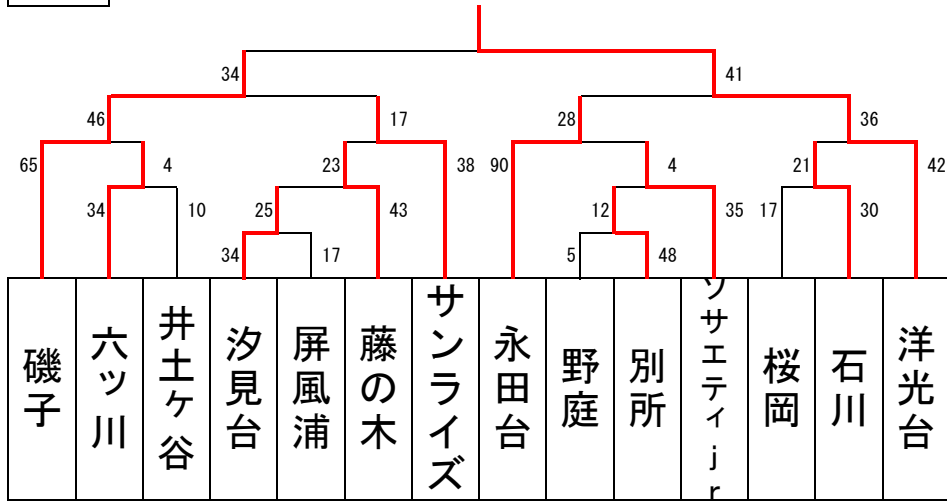 34 41
46 17 28 36
65 4 23 38 90 4 21 42
34 10 25 43 12 35 17 30
34 17 5 48
磯子
六ッ川
井土ヶ谷
汐見台
屏風浦
藤の木
サンライズ
永田台
野庭
別所
ソサエティjr
桜岡
石川
洋光台